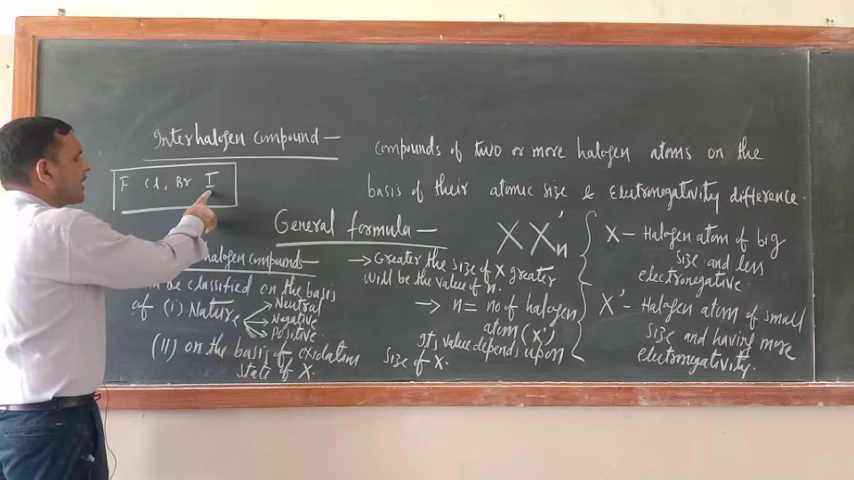 Interhalogen compound —
compounds of two or more halogen atoms on the
basis of their atomic size & Electronegativity difference.
F Cl, Br I
General formula —
XX'n
halogen compounds—
be classified on the basis
of (i) Nature
Neutral
Negative
Positive
(II) on the basis of oxidation
state of X.
→ Greater the size of X greater
will be the value of n.
→ n = no of halogen
atom (X')
its value depends upon
size of X.
X — Halogen atom of big
size and less
electronegative.
X' — Halogen atom of small
size and having more
electronegativity.